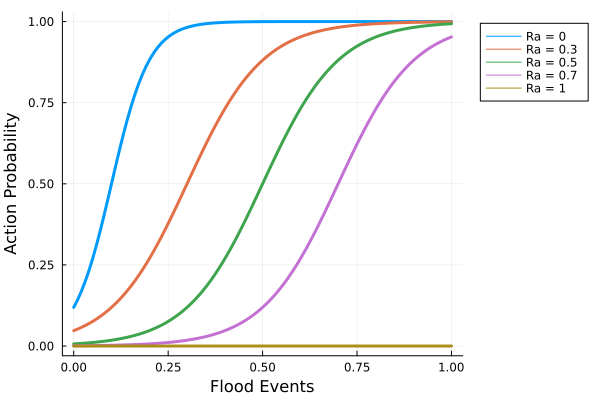 Action Probability
1.00
0.75
0.50
0.25
0.00
0.00 0.25 0.50 0.75 1.00
Flood Events
Ra = 0
Ra = 0.3
Ra = 0.5
Ra = 0.7
Ra = 1